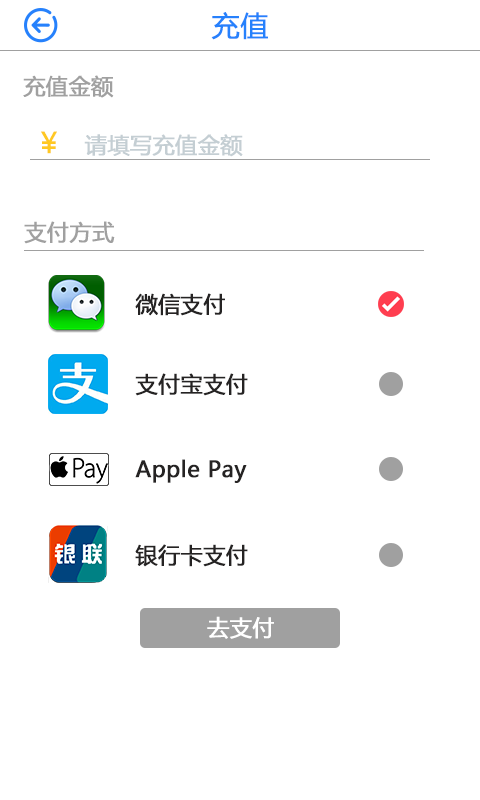 充值
充值金额
¥ 请填写充值金额
支付方式
微信支付
支 支付宝支付
Pay Apple Pay
银联 银行卡支付
去支付